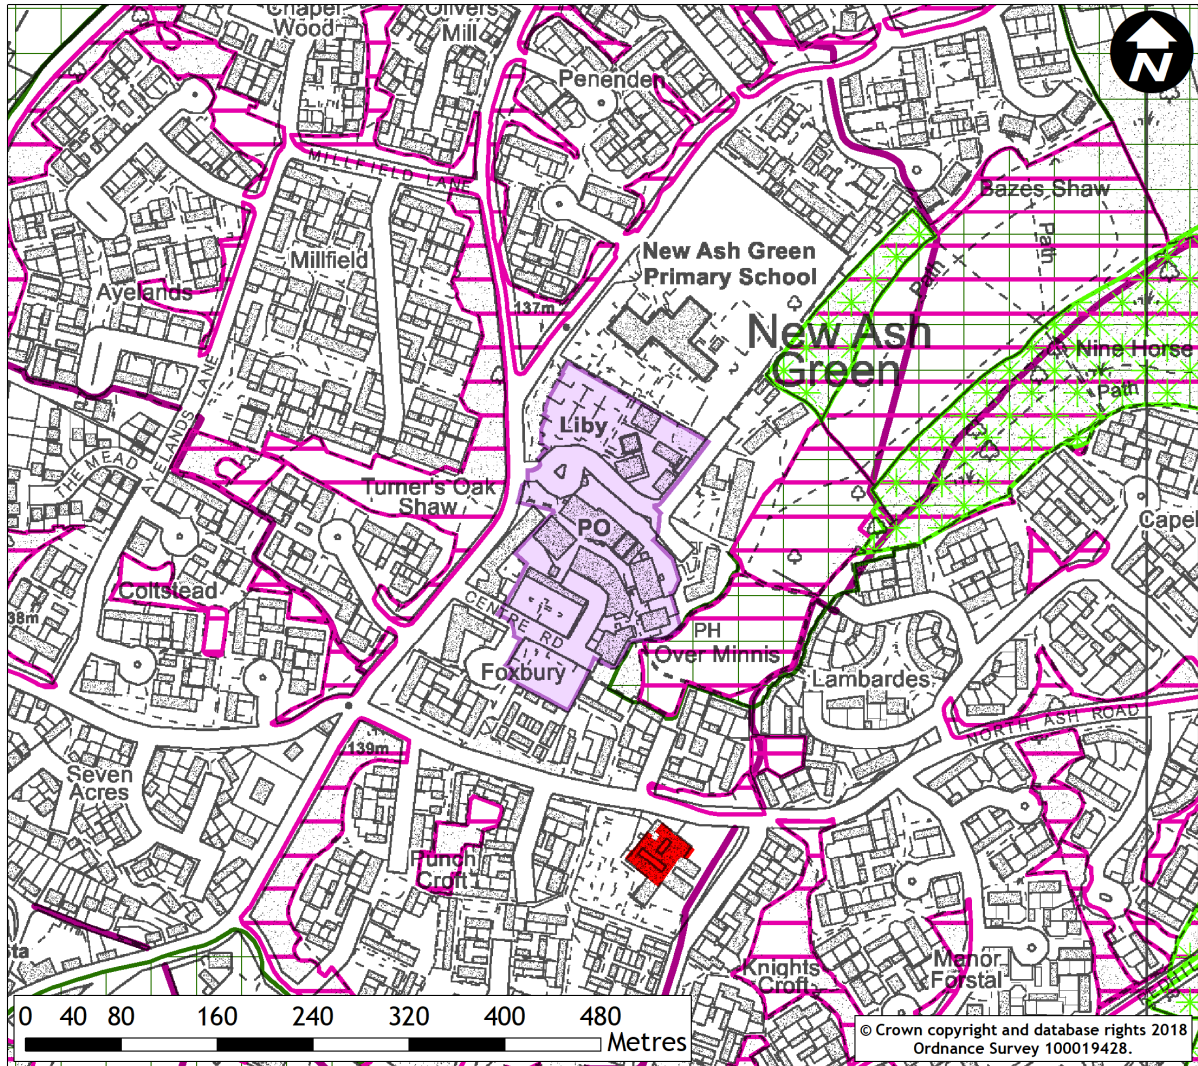 Chapel
Wood
Olivers
Mill
N
Penenden
MILLFIELD LANE
Bazes Shaw
Path
New Ash Green
Primary School
Millfield
Path
Ayelands
137m
New Ash
Green
Nine Horse
Path
Liby
AYELANDS LANE
THE MEAD
Turner's Oak
Shaw
PO
Capel
Coltstead
38m
CENTRE RD
PH
Over Minnis
Foxbury
Lambardes
NORTH ASH ROAD
139m
Seven
Acres
Punch
Croft
sta
Knights
Croft
Manor
Forstal
0 40 80 160 240 320 400 480
Metres
© Crown copyright and database rights 2018
Ordnance Survey 100019428.